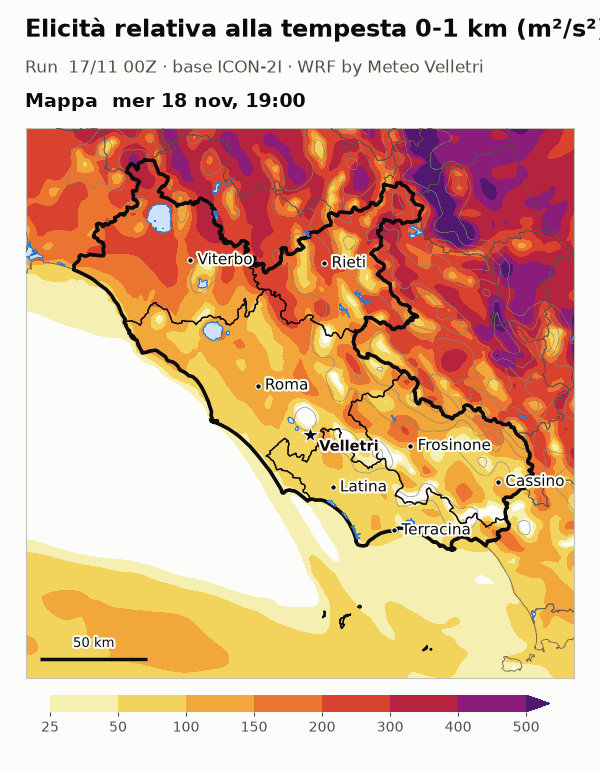 Elicità relativa alla tempesta 0-1 km (m²/s²)
Run 17/11 00Z · base ICON-2I · WRF by Meteo Velletri
Mappa mer 18 nov, 19:00
Viterbo
Rieti
Roma
Velletri
Frosinone
Latina
Cassino
Terracina
50 km
25 50 100 150 200 300 400 500